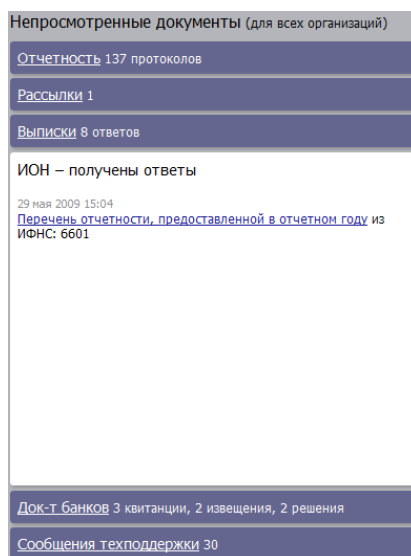 Непросмотренные документы (для всех организаций)
Отчетность 137 протоколов
Рассылки 1
Выписки 8 ответов
ИОН – получены ответы
29 мая 2009 15:04
Перечень отчетности, предоставленной в отчетном году из
ИФНС: 6601
Док-т банков 3 квитанции, 2 извещения, 2 решения
Сообщения техподдержки 30